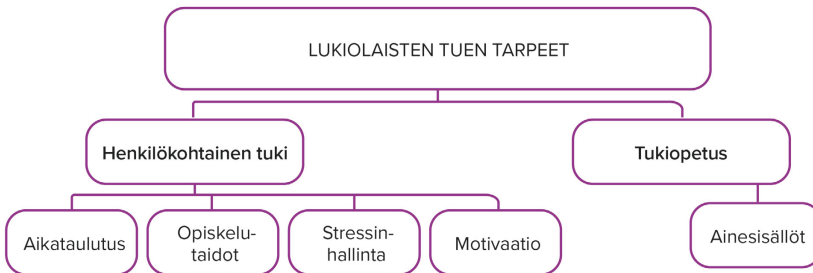 LUKIOLAISTEN TUEN TARPEET
Henkilökohtainen tuki
Tukiopetus
Aikataulutus
Opiskelu-
taidot
Stressin-
hallinta
Motivaatio
Ainesisällöt